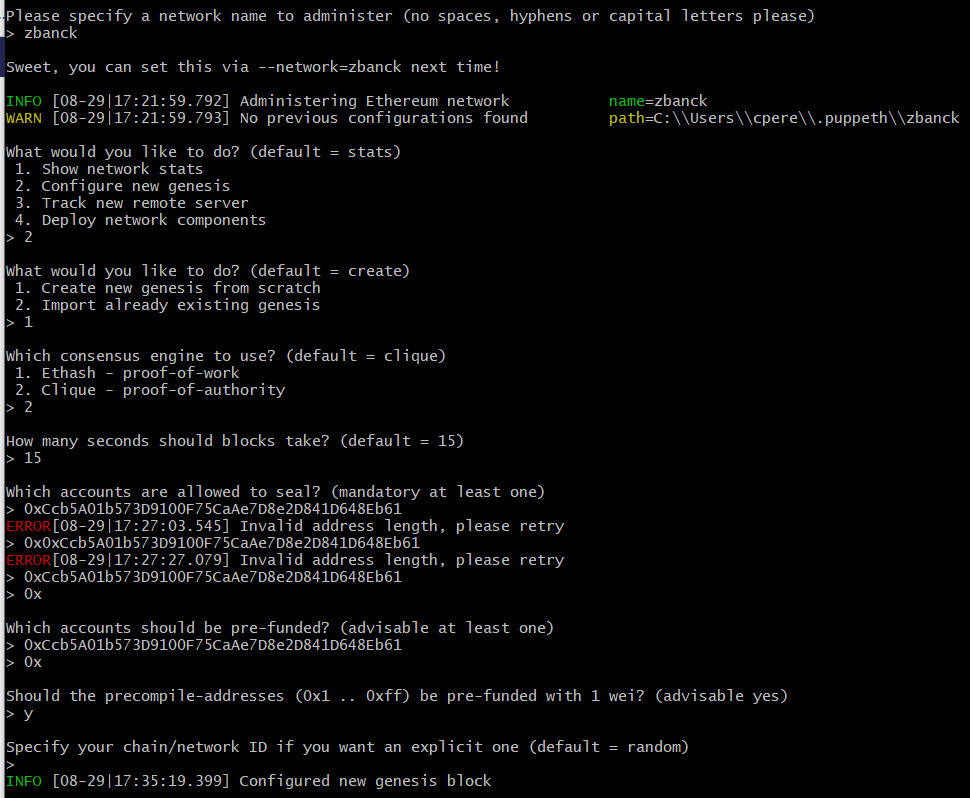 Please specify a network name to administer (no spaces, hyphens or capital letters please)
> zbanck
Sweet, you can set this via --network=zbanck next time!
INFO [08-29|17:21:59.792] Administering Ethereum network name=zbanck
WARN [08-29|17:21:59.793] No previous configurations found path=C:\\Users\\cpere\\.puppeth\\zbanck
What would you like to do? (default = stats)
1. Show network stats
2. Configure new genesis
3. Track new remote server
4. Deploy network components
> 2
What would you like to do? (default = create)
1. Create new genesis from scratch
2. Import already existing genesis
> 1
Which consensus engine to use? (default = clique)
1. Ethash - proof-of-work
2. Clique - proof-of-authority
> 2
How many seconds should blocks take? (default = 15)
> 15
Which accounts are allowed to seal? (mandatory at least one)
> 0xCcb5A01b573D9100F75CaAe7D8e2D841D648Eb61
ERROR[08-29|17:27:03.545] Invalid address length, please retry
> 0x0xCcb5A01b573D9100F75CaAe7D8e2D841D648Eb61
ERROR[08-29|17:27:27.079] Invalid address length, please retry
> 0xCcb5A01b573D9100F75CaAe7D8e2D841D648Eb61
> 0x
Which accounts should be pre-funded? (advisable at least one)
> 0xCcb5A01b573D9100F75CaAe7D8e2D841D648Eb61
> 0x
Should the precompile-addresses (0x1 .. 0xff) be pre-funded with 1 wei? (advisable yes)
> y
Specify your chain/network ID if you want an explicit one (default = random)
>
INFO [08-29|17:35:19.399] Configured new genesis block